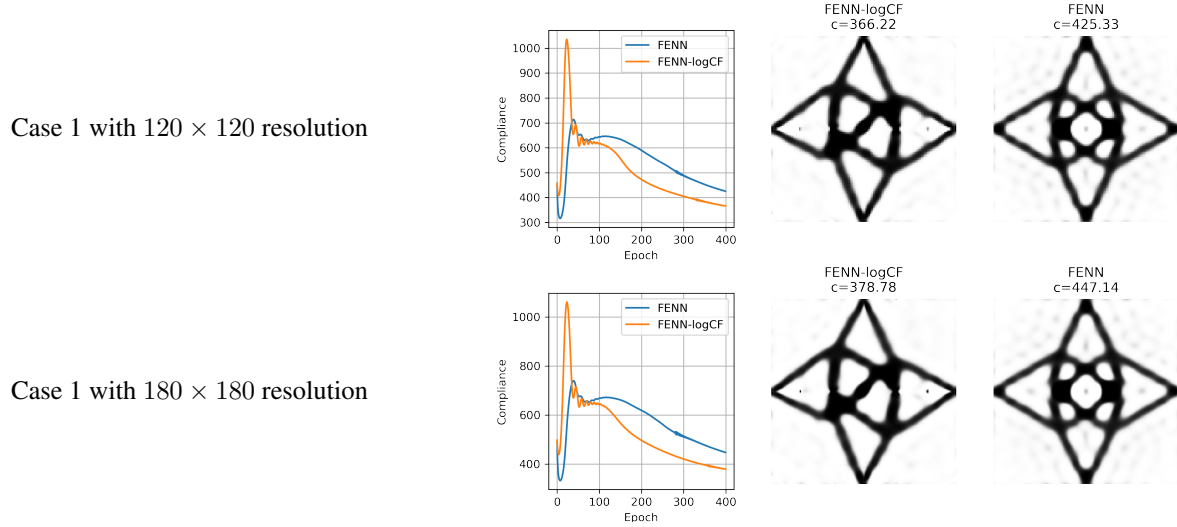 Case 1 with 120 × 120 resolution
1000
900
800
700
600
500
400
300
Compliance
0
100
200
300
400
Epoch
FENN
FENN-logCF
FENN-logCF
c=366.22
FENN
c=425.33
Case 1 with 180 × 180 resolution
1000
800
600
400
Compliance
0
100
200
300
400
Epoch
FENN
FENN-logCF
FENN-logCF
c=378.78
FENN
c=447.14